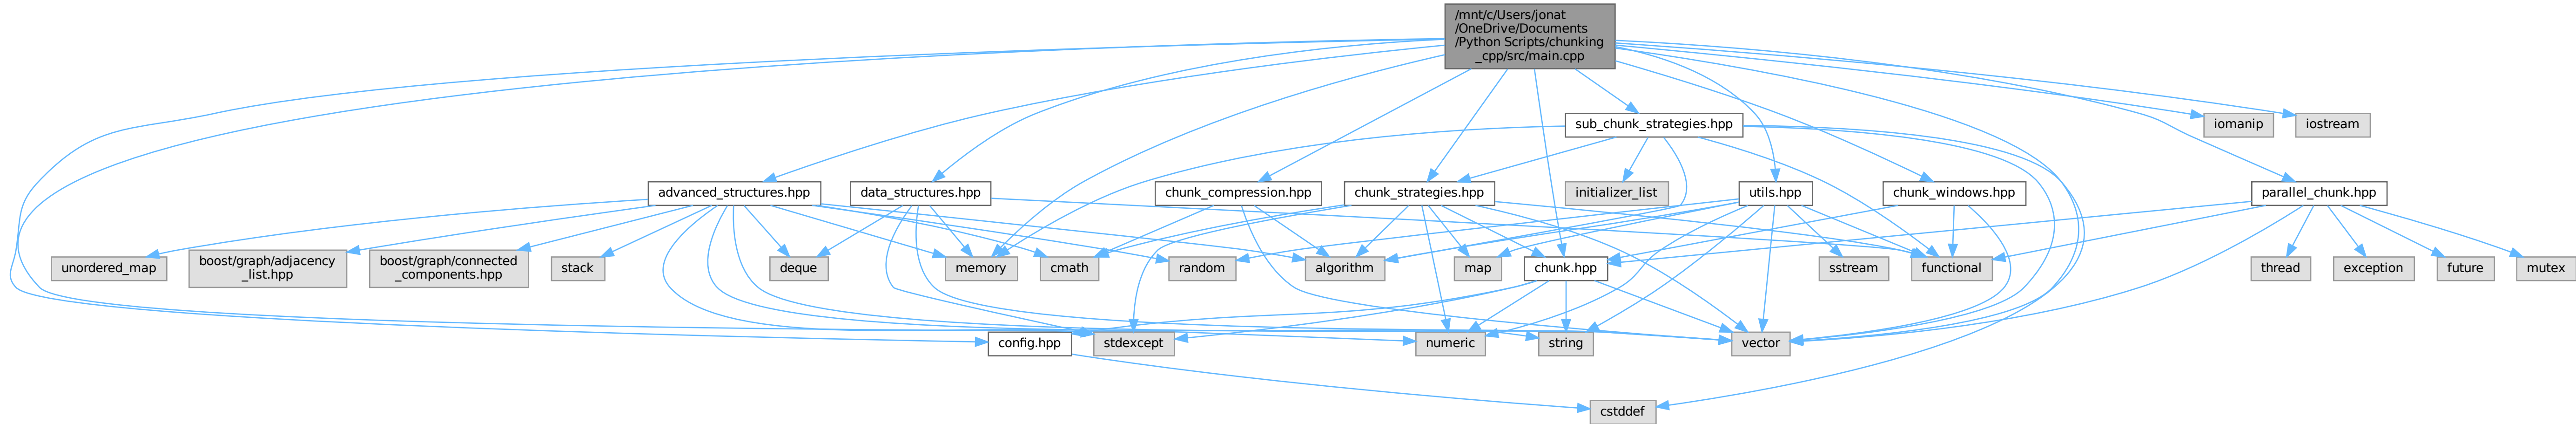 /mnt/c/Users/jonat
/OneDrive/Documents
/Python Scripts/chunking
_cpp/src/main.cpp
sub_chunk_strategies.hpp
iomanip
iostream
advanced_structures.hpp
data_structures.hpp
chunk_compression.hpp
chunk_strategies.hpp
initializer_list
utils.hpp
chunk_windows.hpp
parallel_chunk.hpp
unordered_map
boost/graph/adjacency
_list.hpp
boost/graph/connected
_components.hpp
stack
deque
memory
cmath
random
algorithm
map
chunk.hpp
sstream
functional
thread
exception
future
mutex
config.hpp
stdexcept
numeric
string
vector
cstddef